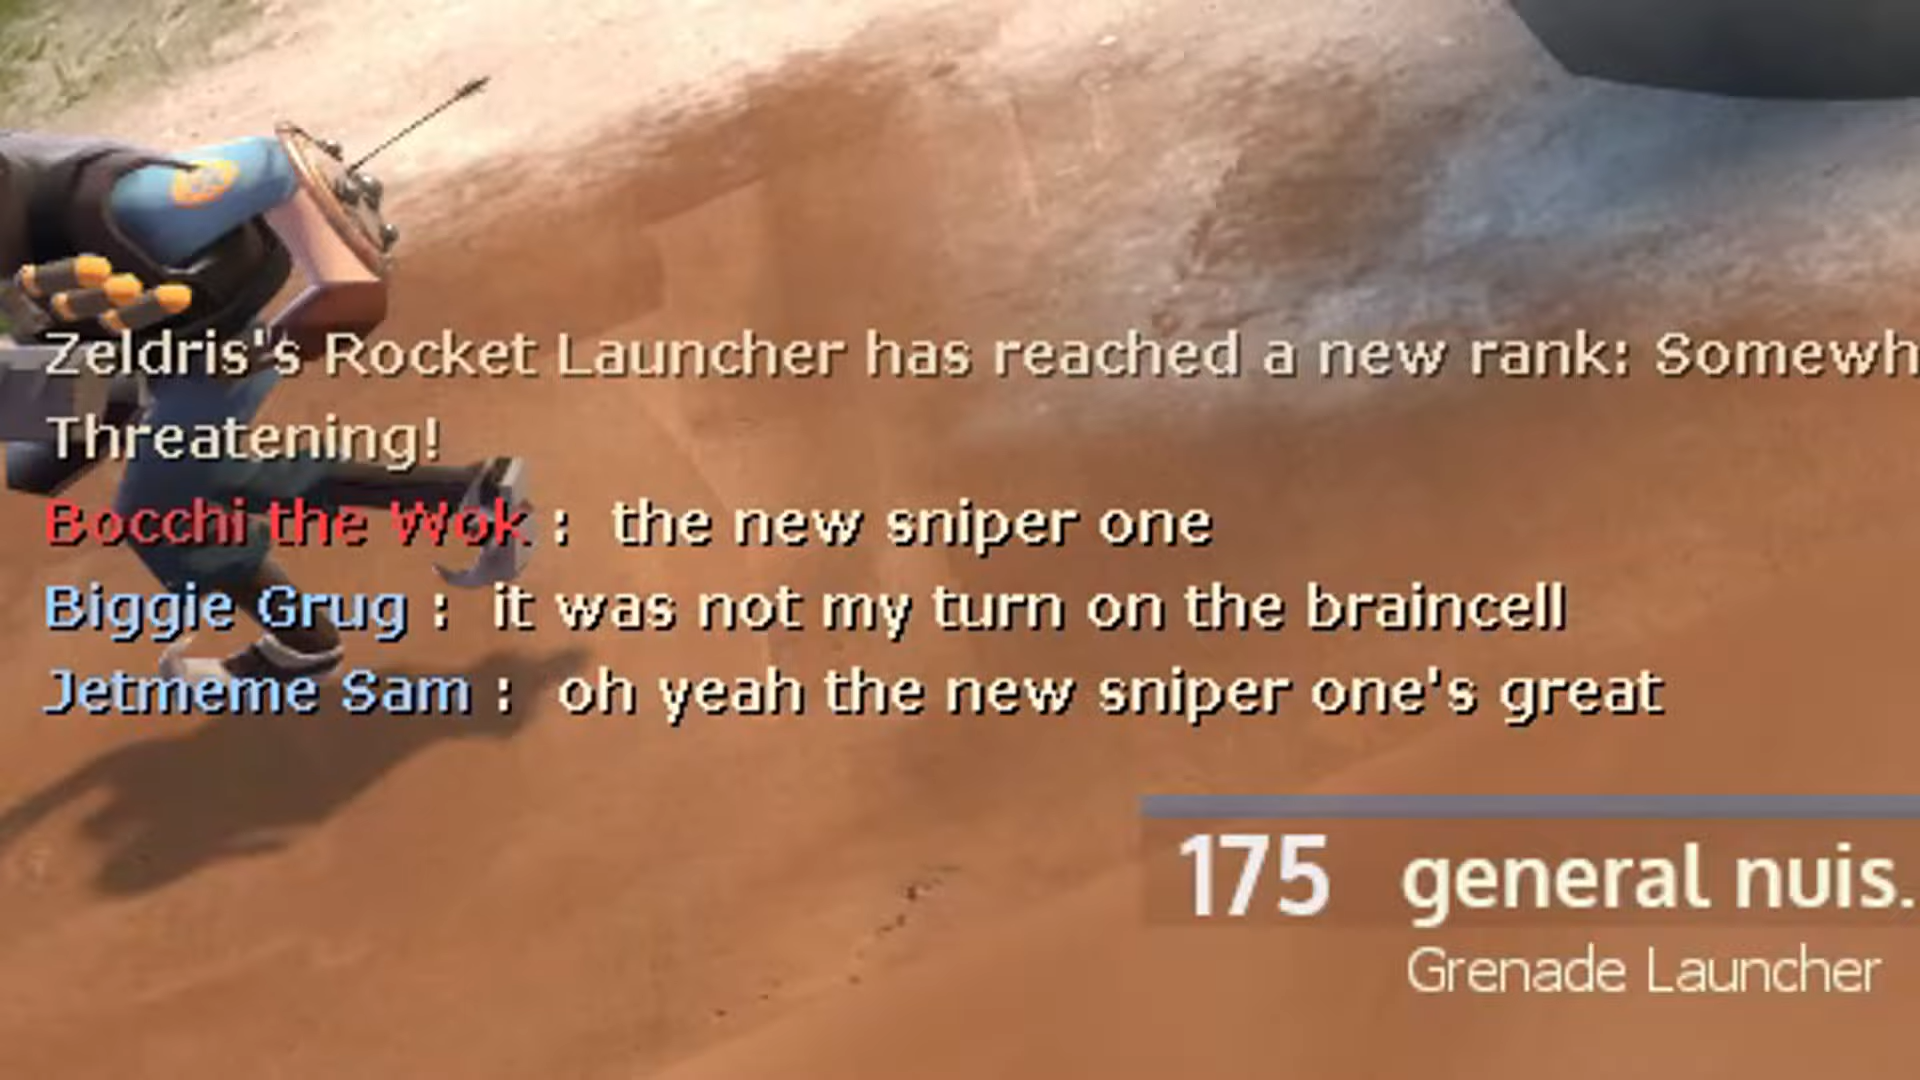 Zeldris's Rocket Launcher has reached a new rank: Somewh
Threatening!
Bocchi the Wok :  the new sniper one
Biggie Grug :  it was not my turn on the braincell
Jetmeme Sam :  oh yeah the new sniper one's great
175 general nuis.
Grenade Launcher